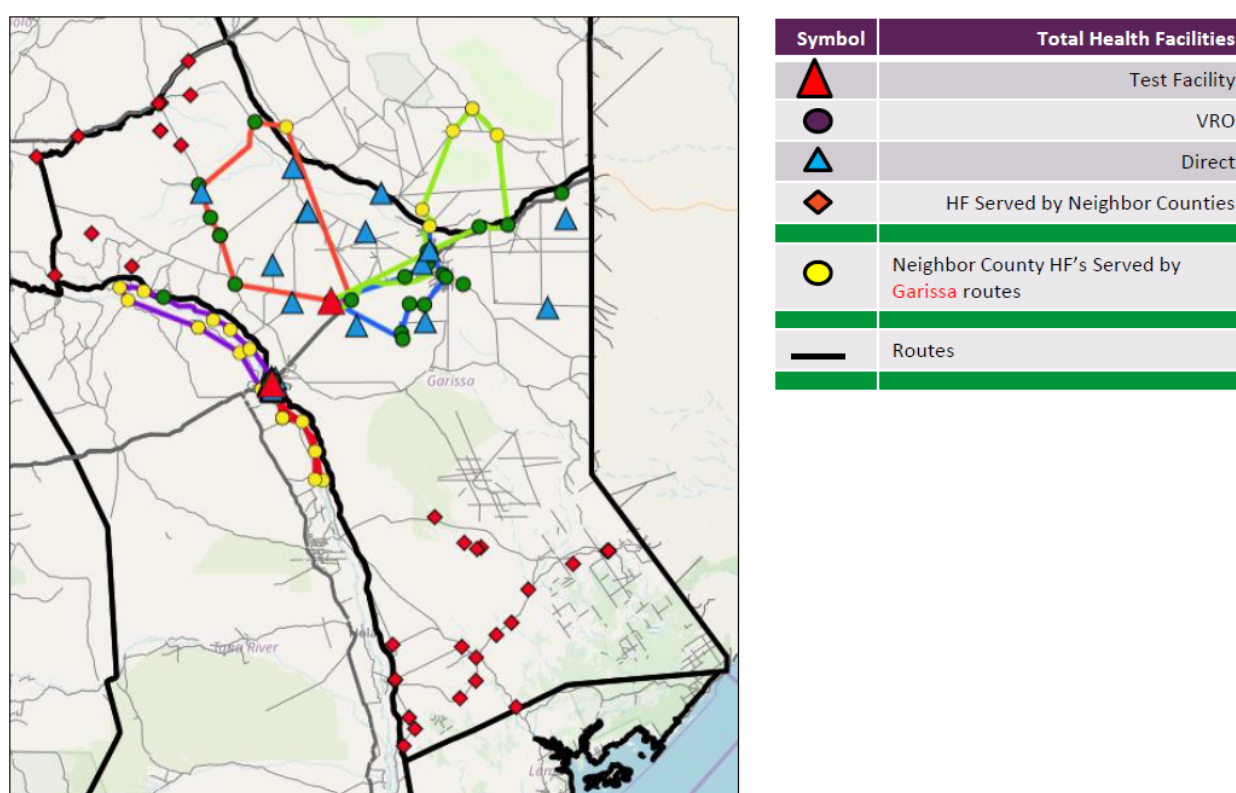 Garissa
Tana River
Symbol Total Health Facilities
Test Facility
VRO
Direct
HF Served by Neighbor Counties
Neighbor County HF's Served by
Garissa routes
Routes